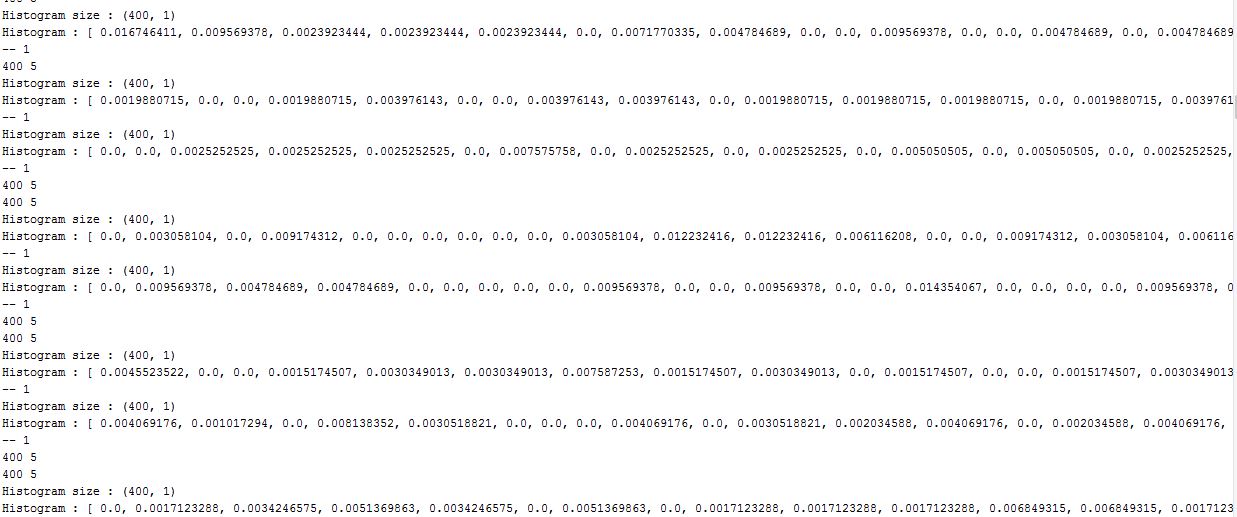 Histogram size : (400, 1)
Histogram : [ 0.016746411, 0.009569378, 0.0023923444, 0.0023923444, 0.0023923444, 0.0, 0.0071770335, 0.004784689, 0.0, 0.0, 0.009569378, 0.0, 0.0, 0.004784689, 0.0, 0.004784689
-- 1
400 5
Histogram size : (400, 1)
Histogram : [ 0.0019880715, 0.0, 0.0, 0.0019880715, 0.003976143, 0.0, 0.0, 0.003976143, 0.003976143, 0.0, 0.0019880715, 0.0019880715, 0.0019880715, 0.0, 0.0019880715, 0.0039761
-- 1
Histogram size : (400, 1)
Histogram : [ 0.0, 0.0, 0.0025252525, 0.0025252525, 0.0025252525, 0.0, 0.007575758, 0.0, 0.0025252525, 0.0, 0.0025252525, 0.0, 0.005050505, 0.0, 0.005050505, 0.0, 0.0025252525,
-- 1
400 5
400 5
Histogram size : (400, 1)
Histogram : [ 0.0, 0.003058104, 0.0, 0.009174312, 0.0, 0.0, 0.0, 0.0, 0.0, 0.0, 0.003058104, 0.012232416, 0.012232416, 0.006116208, 0.0, 0.0, 0.009174312, 0.003058104, 0.006116
-- 1
Histogram size : (400, 1)
Histogram : [ 0.0, 0.009569378, 0.004784689, 0.004784689, 0.0, 0.0, 0.0, 0.0, 0.0, 0.009569378, 0.0, 0.0, 0.009569378, 0.0, 0.0, 0.014354067, 0.0, 0.0, 0.0, 0.0, 0.009569378, 0
-- 1
400 5
400 5
Histogram size : (400, 1)
Histogram : [ 0.0045523522, 0.0, 0.0, 0.0015174507, 0.0030349013, 0.0030349013, 0.007587253, 0.0015174507, 0.0030349013, 0.0, 0.0015174507, 0.0, 0.0, 0.0015174507, 0.0030349013
-- 1
Histogram size : (400, 1)
Histogram : [ 0.004069176, 0.001017294, 0.0, 0.008138352, 0.0030518821, 0.0, 0.0, 0.0, 0.004069176, 0.0, 0.0030518821, 0.002034588, 0.004069176, 0.0, 0.002034588, 0.004069176,
-- 1
400 5
400 5
Histogram size : (400, 1)
Histogram : [ 0.0, 0.0017123288, 0.0034246575, 0.0051369863, 0.0034246575, 0.0, 0.0051369863, 0.0, 0.0017123288, 0.0017123288, 0.0017123288, 0.0, 0.006849315, 0.006849315, 0.0017123